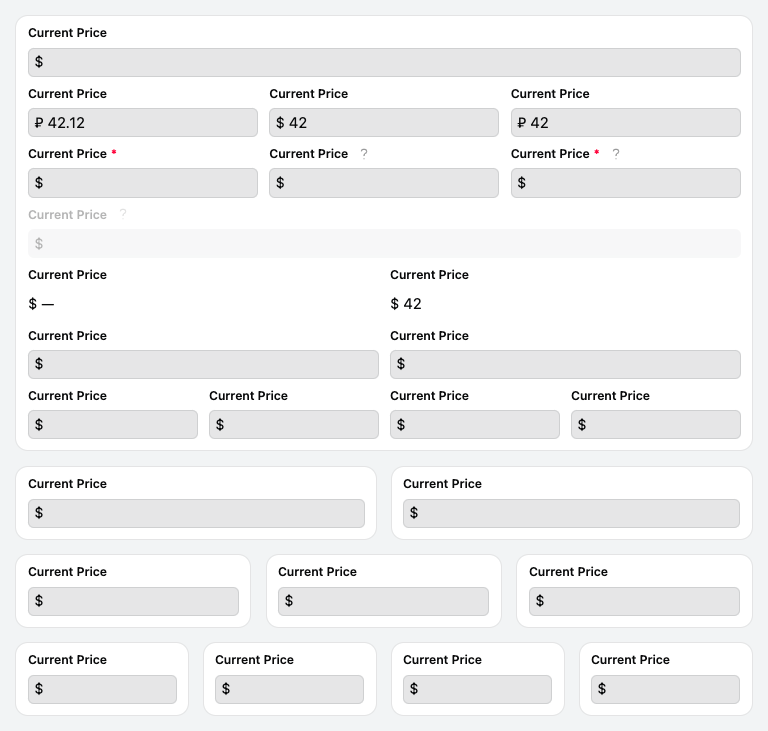 Current Price
$
Current Price Current Price Current Price
₽ 42.12 $ 42 ₽ 42
Current Price * Current Price ? Current Price * ?
$ $ $
Current Price ?
$
Current Price Current Price
$ — $ 42
Current Price Current Price
$ $
Current Price Current Price Current Price Current Price
$ $ $ $
Current Price Current Price
$ $
Current Price Current Price Current Price
$ $ $
Current Price Current Price Current Price Current Price
$ $ $ $